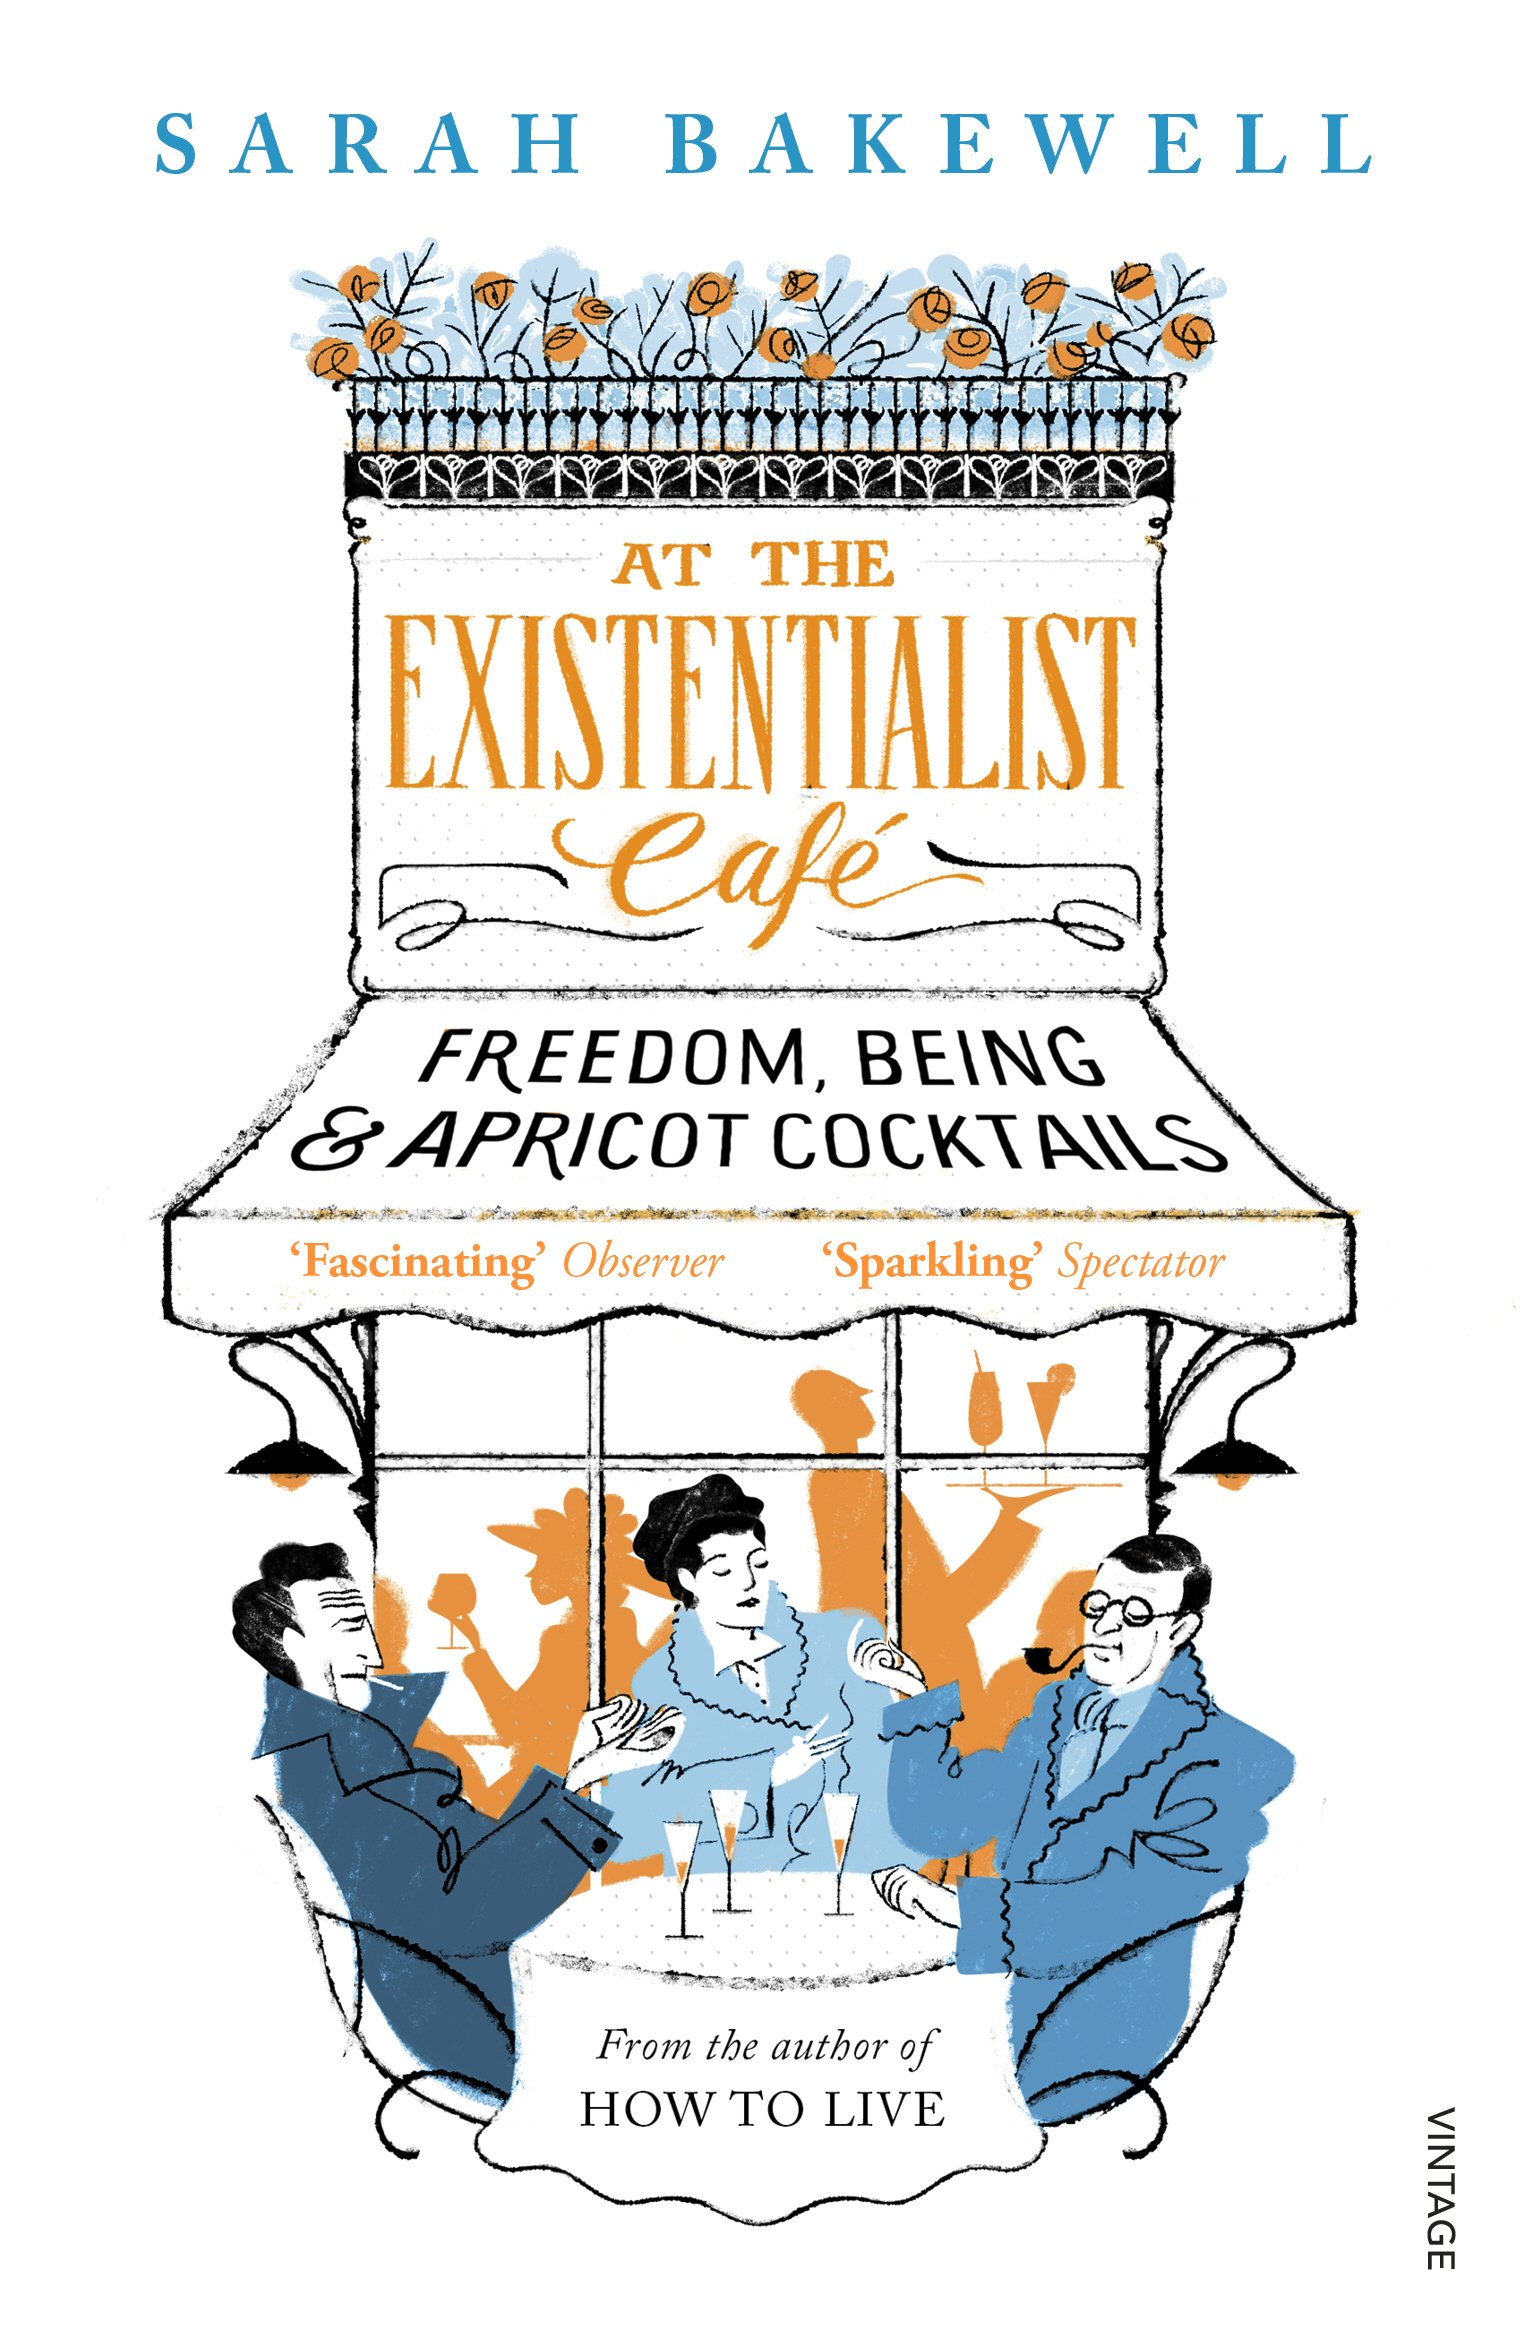 SARAH BAKEWELL
AT THE
EXISTENTIALIST
Café
FREEDOM, BEING
& APRICOT COCKTAILS
‘Fascinating’ Observer ‘Sparkling’ Spectator
From the author of
HOW TO LIVE
VINTAGE